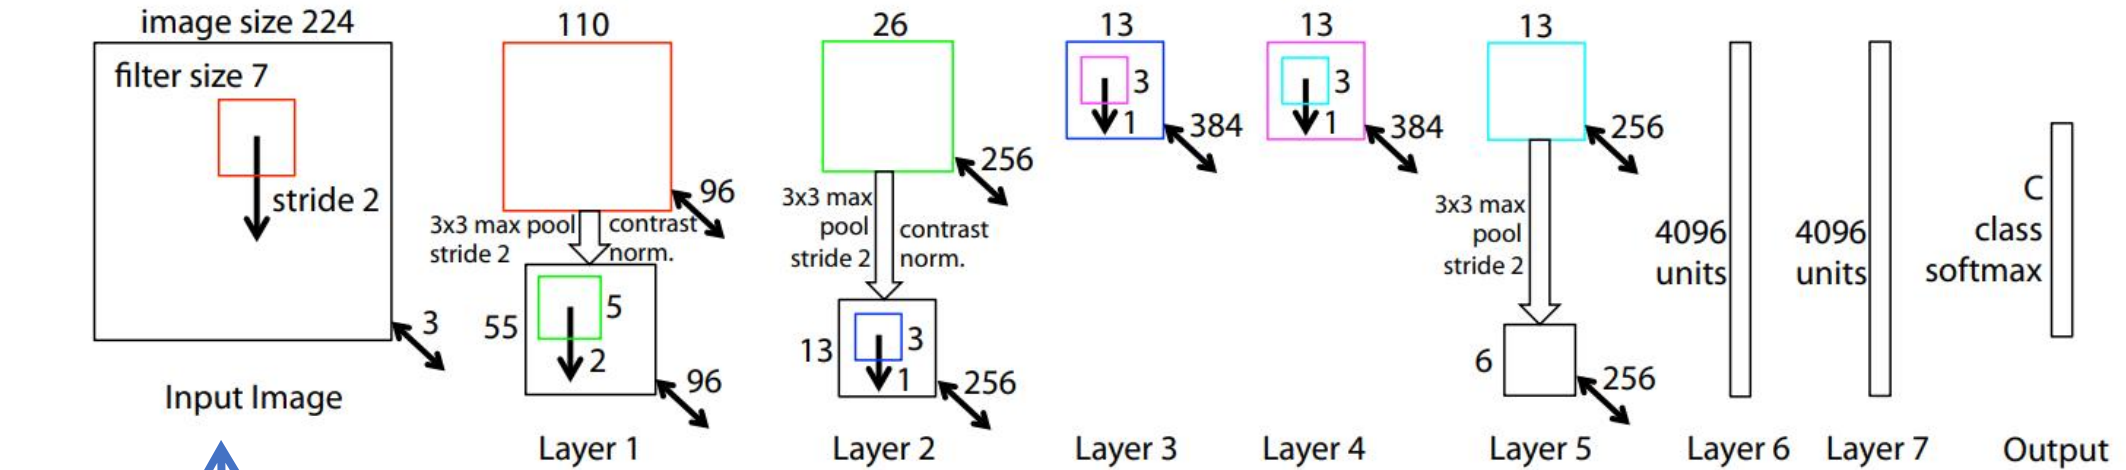 image size 224
filter size 7
stride 2
3
Input Image
110
96
3x3 max pool
stride 2
contrast
norm.
55
5
2
96
Layer 1
26
256
3x3 max
pool
stride 2
contrast
norm.
13
3
1
256
Layer 2
13
3
1
384
Layer 3
13
3
1
384
Layer 4
13
256
3x3 max
pool
stride 2
6
256
Layer 5
4096
units
Layer 6
4096
units
Layer 7
C
class
softmax
Output